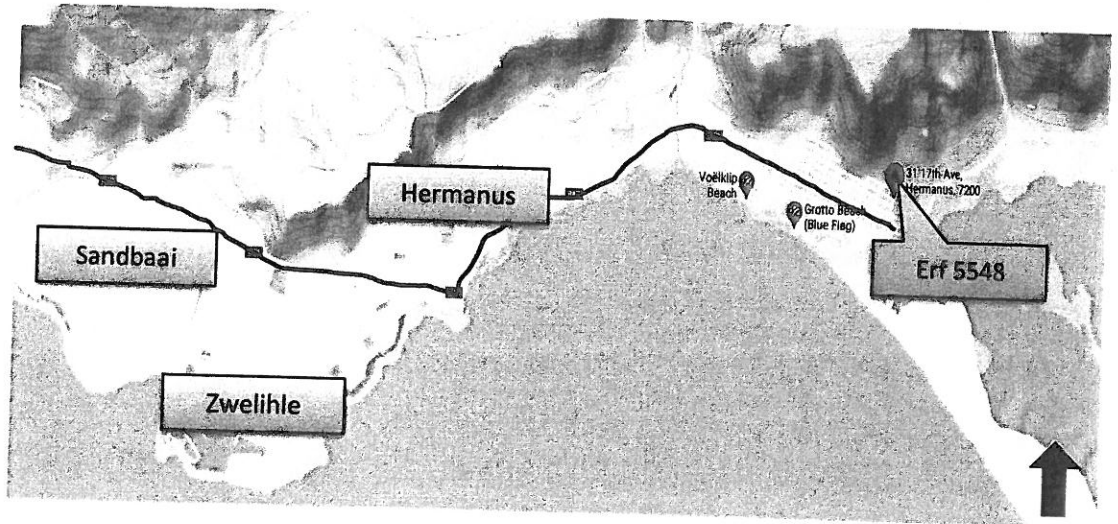 Hermanus
Sandbaai
Zwelihle
Voëlklip
Beach
Grotto Beach
(Blue Flag)
31 17th Ave,
Hermanus, 7200
Erf 5548